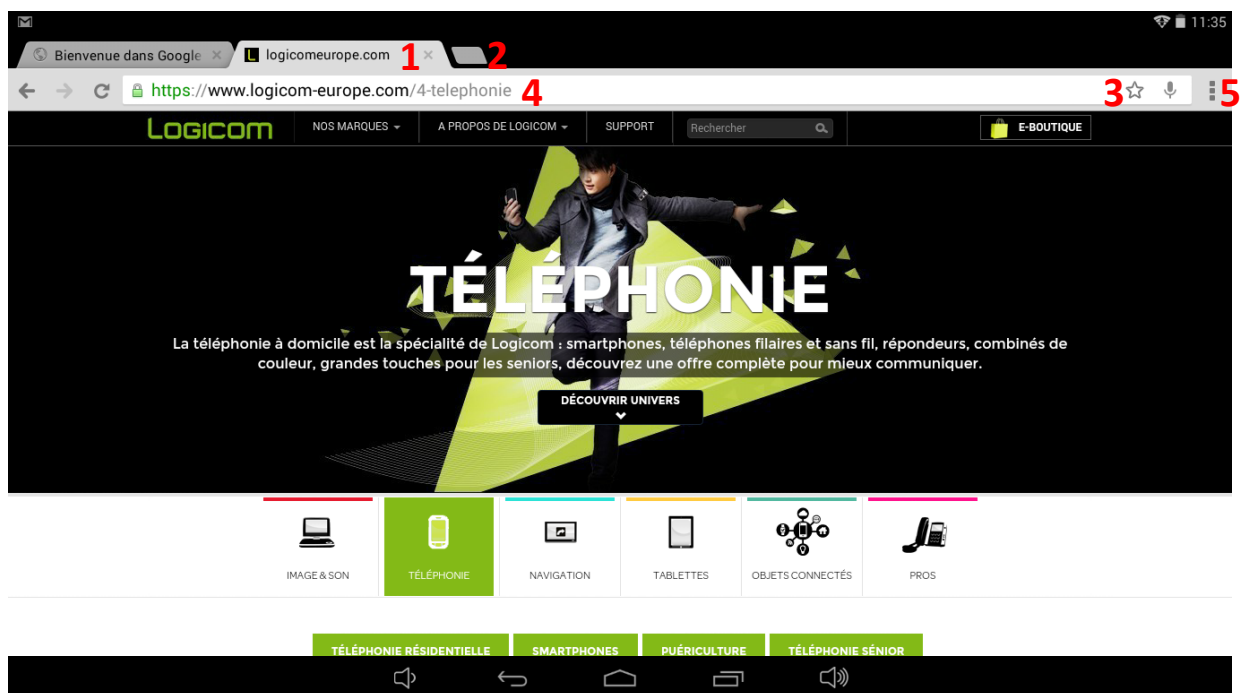 11:35
Bienvenue dans Google
logicomeurope.com 1 2
https://www.logicom-europe.com/4-telephonie 4 3 5
LOGICOM NOS MARQUES A PROPOS DE LOGICOM SUPPORT Rechercher E-BOUTIQUE
TÉLÉPHONIE
La téléphonie à domicile est la spécialité de Logicom : smartphones, téléphones filaires et sans fil, répondeurs, combinés de
couleur, grandes touches pour les seniors, découvrez une offre complète pour mieux communiquer.
DÉCOUVRIR UNIVERS
IMAGE & SON TÉLÉPHONIE NAVIGATION TABLETTES OBJETS CONNECTÉS PROS
TÉLÉPHONIE RÉSIDENTIELLE SMARTPHONES PUÉRICULTURE TÉLÉPHONIE SÉNIOR